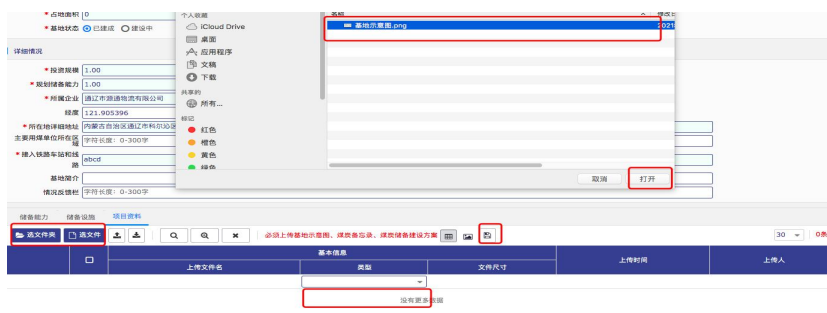 * 占地面积 0
* 基地状态 已建成 建设中
详细情况
* 投资规模 1.00
* 规划储备能力 1.00
* 所属企业 通辽市踏通物流有限公司
经度 121.905396
* 所在地详细地址 内蒙古自治区通辽市科尔沁区
主要用煤单位所在区域 字符长度：0-300字
* 接入铁路车站和线路 abcd
基地简介
情况反馈栏 字符长度：0-300字
个人收藏
iCloud Drive
桌面
应用程序
文稿
下载
共享的
所有...
标记
红色
橙色
黄色
绿色
名称 修改日
基地示意图.png 2021
取消 打开
储备能力 储备设施 项目资料
选文件夹 选文件 必须上传基地示意图、煤炭备忘录、煤炭储备建设方案 30 0条
基本信息
上传文件名 类型 文件尺寸 上传时间 上传人
没有更多数据